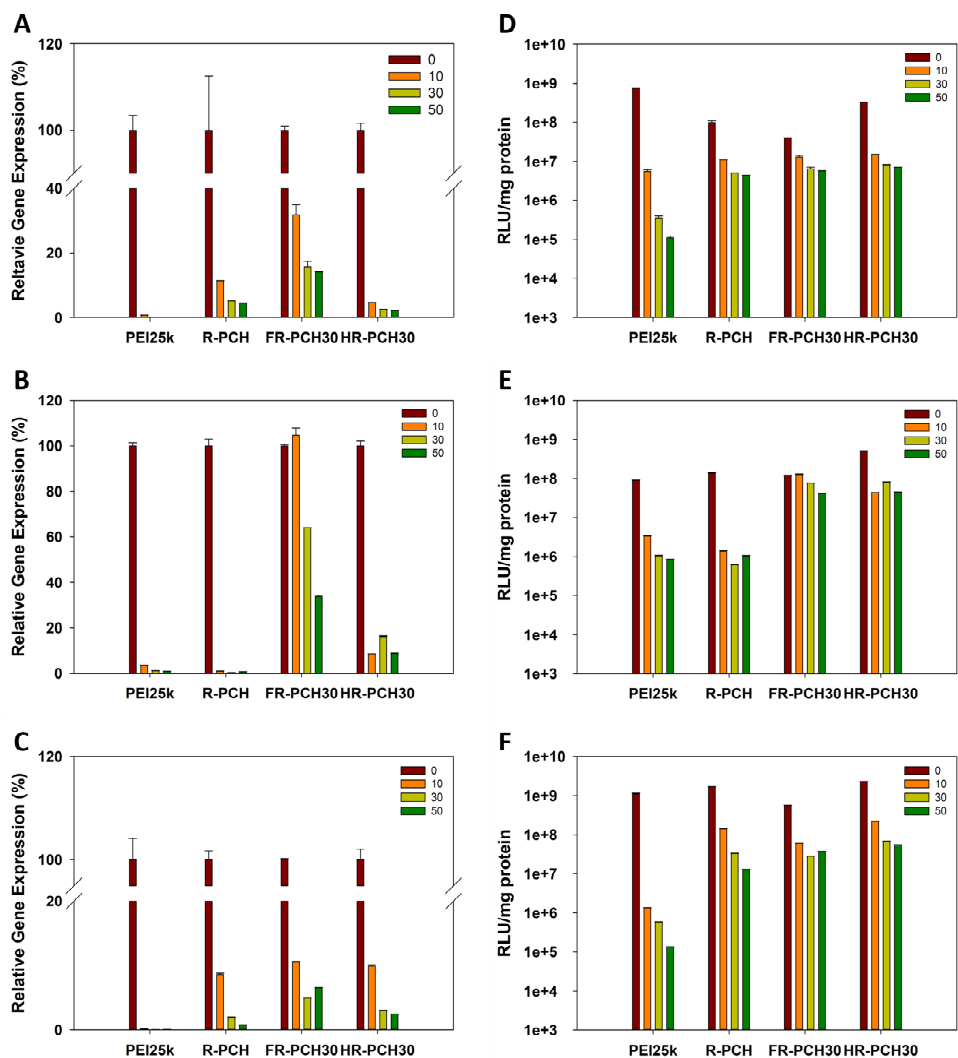 A
Reltavie Gene Expression (%)
120
100
40
20
0
0
10
30
50
PEI25k R-PCH FR-PCH30 HR-PCH30
D
RLU/mg protein
1e+10
1e+9
1e+8
1e+7
1e+6
1e+5
1e+4
1e+3
0
10
30
50
PEI25k R-PCH FR-PCH30 HR-PCH30
B
Relative Gene Expression (%)
120
100
80
60
40
20
0
0
10
30
50
PEI25k R-PCH FR-PCH30 HR-PCH30
E
RLU/mg protein
1e+10
1e+9
1e+8
1e+7
1e+6
1e+5
1e+4
1e+3
0
10
30
50
PEI25k R-PCH FR-PCH30 HR-PCH30
C
Relative Gene Expression (%)
120
100
20
0
0
10
30
50
PEI25k R-PCH FR-PCH30 HR-PCH30
F
RLU/mg protein
1e+10
1e+9
1e+8
1e+7
1e+6
1e+5
1e+4
1e+3
0
10
30
50
PEI25k R-PCH FR-PCH30 HR-PCH30